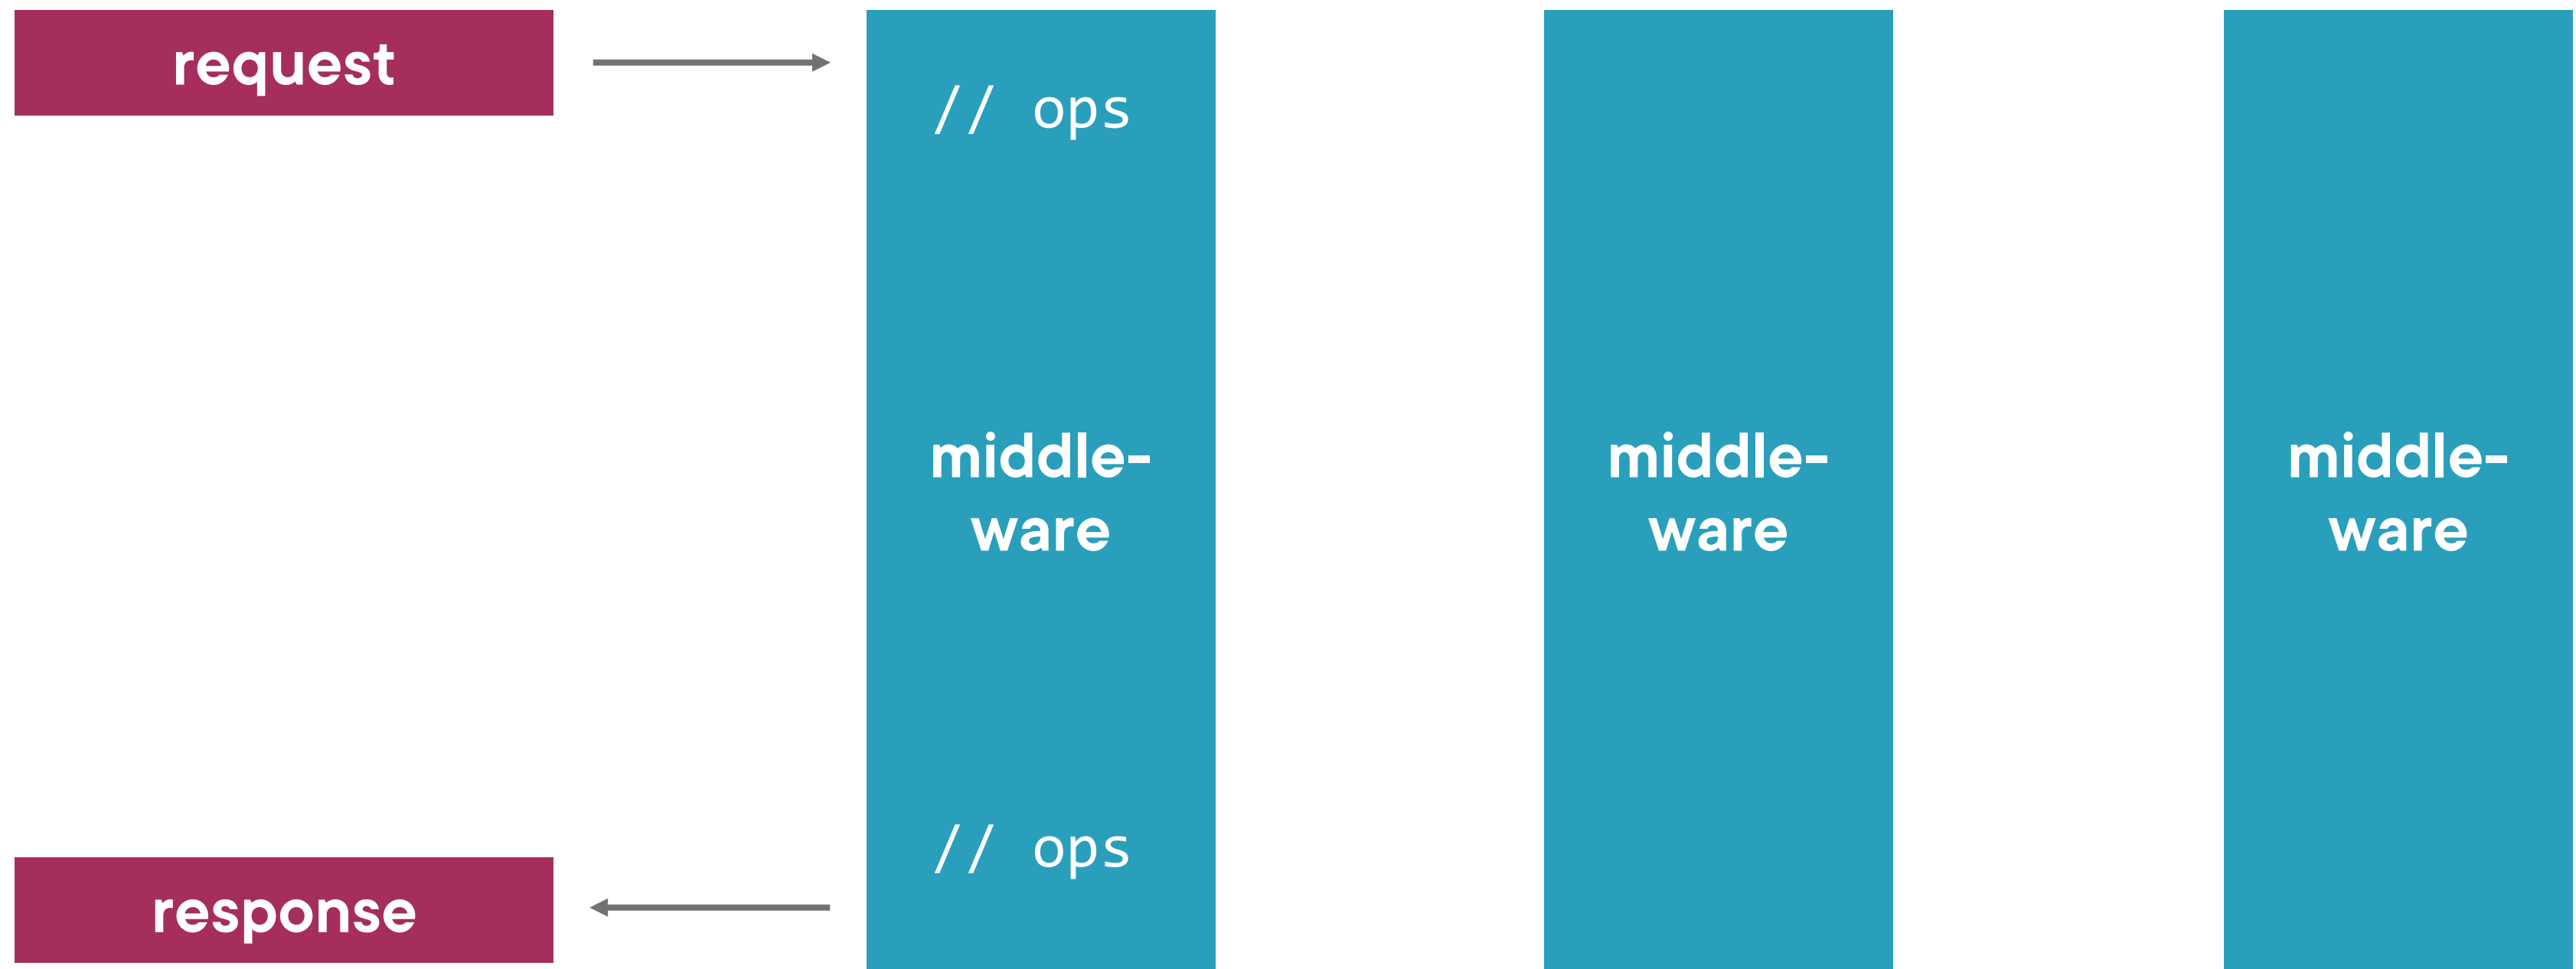 request
// ops
middle-
ware
// ops
middle-
ware
middle-
ware
response